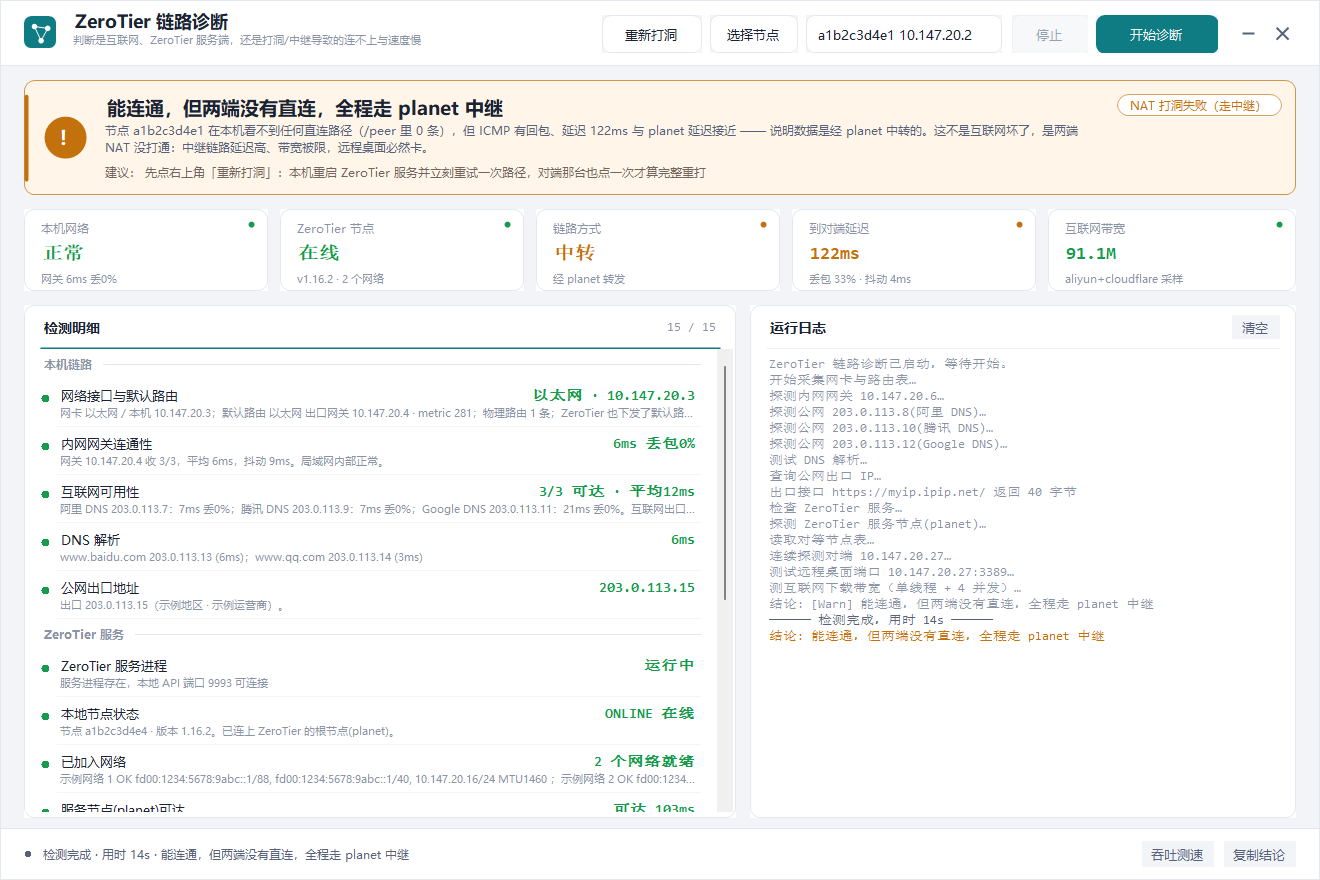 ZeroTier 链路诊断
判断是互联网、ZeroTier 服务端，还是打洞/中继导致的连不上与速度慢
重新打洞
选择节点
a1b2c3d4e1 10.147.20.2
停止
开始诊断
能连通，但两端没有直连，全程走 planet 中继
NAT 打洞失败（走中继）
节点 a1b2c3d4e1 在本机看不到任何直连路径（/peer 里 0 条），但 ICMP 有回包、延迟 122ms 与 planet 延迟接近 —— 说明数据是经 planet 中转的。这不是互联网坏了，是两端
NAT 没打通：中继链路延迟高、带宽被限，远程桌面必然卡。
建议： 先点右上角「重新打洞」：本机重启 ZeroTier 服务并立刻重试一次路径，对端那台也点一次才算完整重打
本机网络
正常
网关 6ms 丢0%
ZeroTier 节点
在线
v1.16.2 · 2 个网络
链路方式
中转
经 planet 转发
到对端延迟
122ms
丢包 33% · 抖动 4ms
互联网带宽
91.1M
aliyun+cloudflare 采样
检测明细
15 / 15
本机链路
网络接口与默认路由
以太网 · 10.147.20.3
网卡 以太网 / 本机 10.147.20.3；默认路由 以太网 出口网关 10.147.20.4 · metric 281；物理路由 1 条；ZeroTier 也下发了默认路…
内网网关连通性
6ms 丢包0%
网关 10.147.20.4 收 3/3，平均 6ms，抖动 9ms。局域网内部正常。
互联网可用性
3/3 可达 · 平均12ms
阿里 DNS 203.0.113.7：7ms 丢0%；腾讯 DNS 203.0.113.9：7ms 丢0%；Google DNS 203.0.113.11：21ms 丢0%。互联网出口…
DNS 解析
6ms
www.baidu.com 203.0.113.13 (6ms)；www.qq.com 203.0.113.14 (3ms)
公网出口地址
203.0.113.15
出口 203.0.113.15（示例地区 · 示例运营商）。
ZeroTier 服务
ZeroTier 服务进程
运行中
服务进程存在，本地 API 端口 9993 可连接
本地节点状态
ONLINE 在线
节点 a1b2c3d4e4 · 版本 1.16.2。已连上 ZeroTier 的根节点(planet)。
已加入网络
2 个网络就绪
示例网络 1 OK fd00:1234:5678:9abc::1/88, fd00:1234:5678:9abc::1/40, 10.147.20.16/24 MTU1460 ；示例网络 2 OK fd00:1234…
服务节点(planet)可达
可达 103ms
运行日志
清空
ZeroTier 链路诊断已启动，等待开始。
开始采集网卡与路由表…
探测内网网关 10.147.20.6…
探测公网 203.0.113.8(阿里 DNS)…
探测公网 203.0.113.10(腾讯 DNS)…
探测公网 203.0.113.12(Google DNS)…
测试 DNS 解析…
查询公网出口 IP…
出口接口 https://myip.ipip.net/ 返回 40 字节
检查 ZeroTier 服务…
探测 ZeroTier 服务节点(planet)…
读取对等节点表…
连续探测对端 10.147.20.27…
测试远程桌面端口 10.147.20.27:3389…
测互联网下载带宽（单线程 + 4 并发）…
结论: [Warn] 能连通，但两端没有直连，全程走 planet 中继
─── 检测完成，用时 14s ───
结论: 能连通，但两端没有直连，全程走 planet 中继
检测完成 · 用时 14s · 能连通，但两端没有直连，全程走 planet 中继
吞吐测速
复制结论